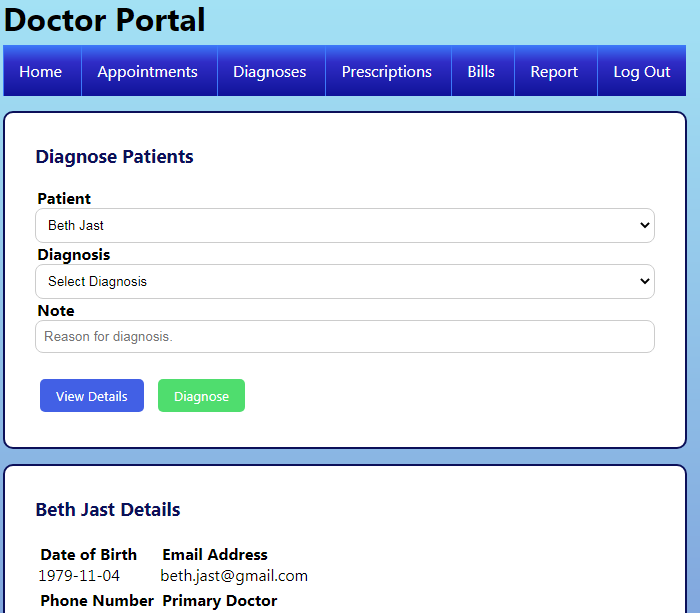 Doctor Portal
Home Appointments Diagnoses Prescriptions Bills Report Log Out
Diagnose Patients
Patient
Beth Jast
Diagnosis
Select Diagnosis
Note
Reason for diagnosis.
View Details Diagnose
Beth Jast Details
Date of Birth Email Address
1979-11-04 beth.jast@gmail.com
Phone Number Primary Doctor